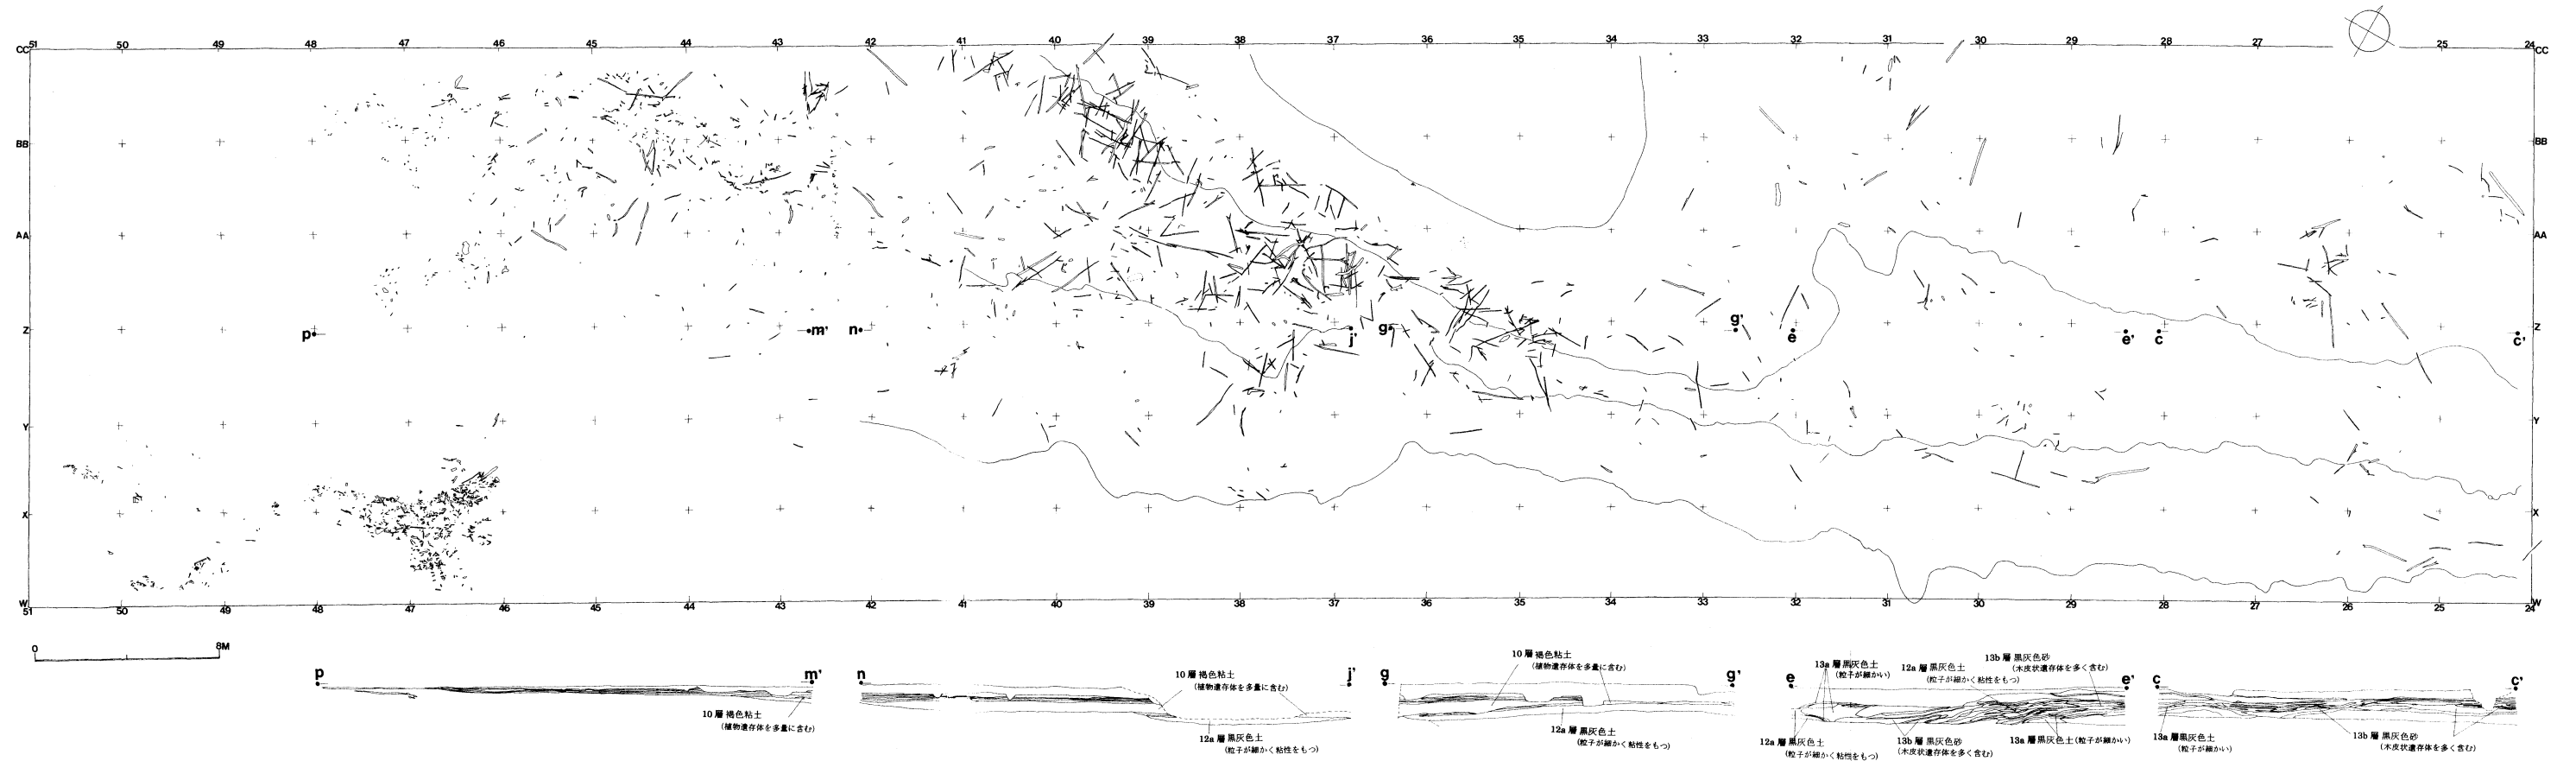 CC 51 50 49 48 47 46 45 44 43 42 41 40 39 38 37 36 35 34 33 32 31 30 29 28 27 25 24 CC
BB BB
AA AA
Z p m' n j' g g' e e' c c' Z
Y Y
X X
W W
51 50 49 48 47 46 45 44 43 42 41 40 39 38 37 36 35 34 33 32 31 30 29 28 27 26 25 24
0 8M
p m'
10層 褐色粘土
(植物遺存体を多量に含む)
n j'
10層 褐色粘土
(植物遺存体を多量に含む)
12a層 黒灰色土
(粒子が細かく粘性をもつ)
g g'
10層 褐色粘土
(植物遺存体を多量に含む)
12a層 黒灰色土
(粒子が細かく粘性をもつ)
e e'
13a層 黒灰色土
(粒子が細かい)
12a層 黒灰色土
(粒子が細かく粘性をもつ)
13b層 黒灰色砂
(木皮状遺存体を多く含む)
12a層 黒灰色土
(粒子が細かく粘性をもつ)
13b層 黒灰色砂
(木皮状遺存体を多く含む)
13a層 黒灰色土(粒子が細かい)
c c'
13a層 黒灰色土
(粒子が細かい)
13b層 黒灰色砂
(木皮状遺存体を多く含む)